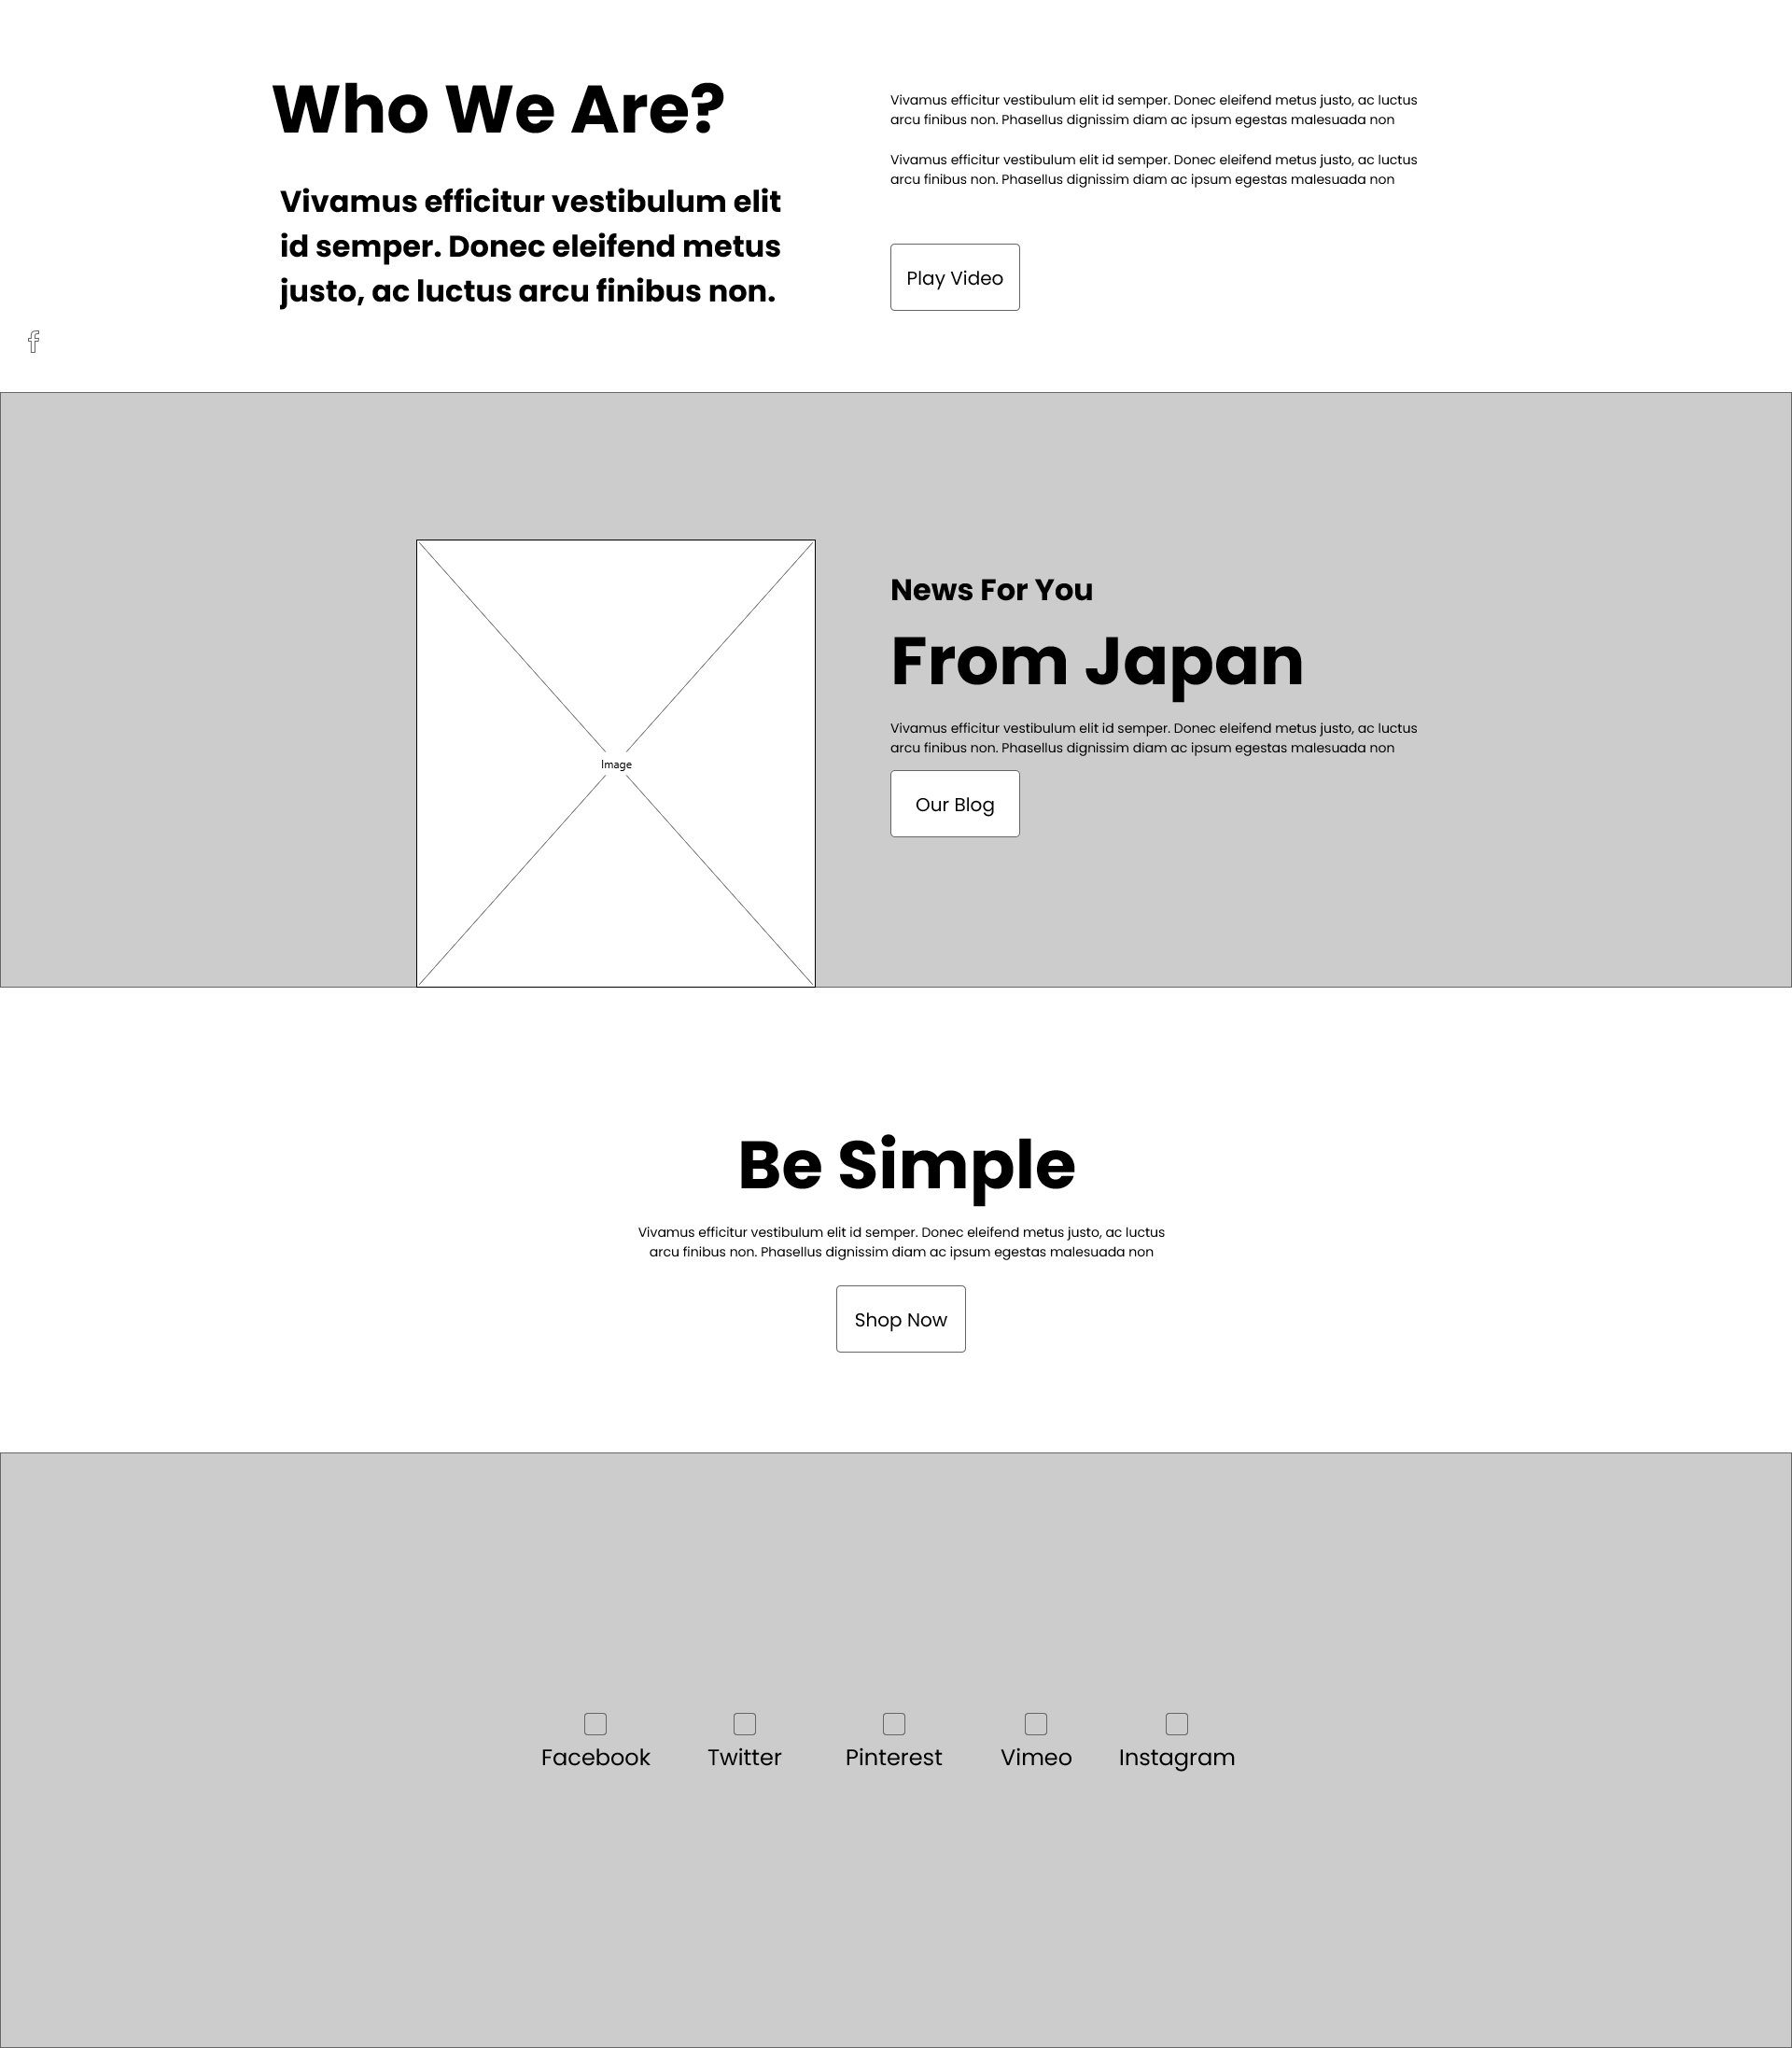 Who We Are?
Vivamus efficitur vestibulum elit
id semper. Donec eleifend metus
justo, ac luctus arcu finibus non.
Vivamus efficitur vestibulum elit id semper. Donec eleifend metus justo, ac luctus
arcu finibus non. Phasellus dignissim diam ac ipsum egestas malesuada non
Vivamus efficitur vestibulum elit id semper. Donec eleifend metus justo, ac luctus
arcu finibus non. Phasellus dignissim diam ac ipsum egestas malesuada non
Play Video
Image
News For You
From Japan
Vivamus efficitur vestibulum elit id semper. Donec eleifend metus justo, ac luctus
arcu finibus non. Phasellus dignissim diam ac ipsum egestas malesuada non
Our Blog
Be Simple
Vivamus efficitur vestibulum elit id semper. Donec eleifend metus justo, ac luctus
arcu finibus non. Phasellus dignissim diam ac ipsum egestas malesuada non
Shop Now
Facebook
Twitter
Pinterest
Vimeo
Instagram